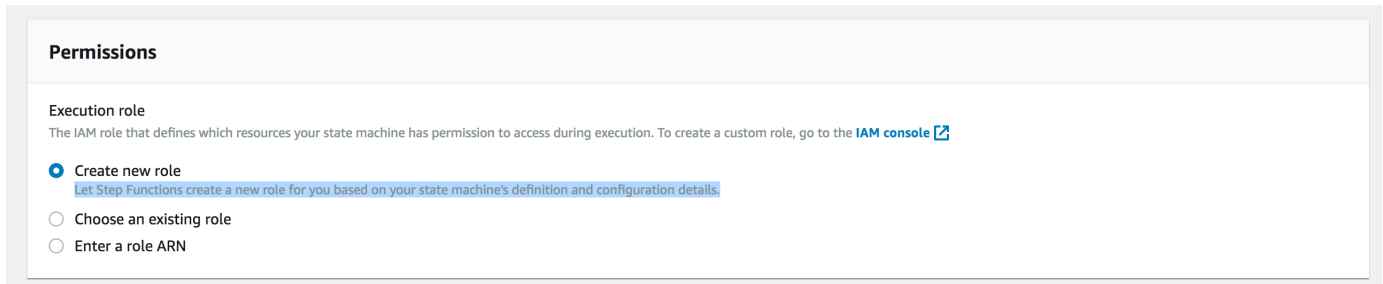 Permissions
Execution role
The IAM role that defines which resources your state machine has permission to access during execution. To create a custom role, go to the IAM console
Create new role
Let Step Functions create a new role for you based on your state machine's definition and configuration details.
Choose an existing role
Enter a role ARN